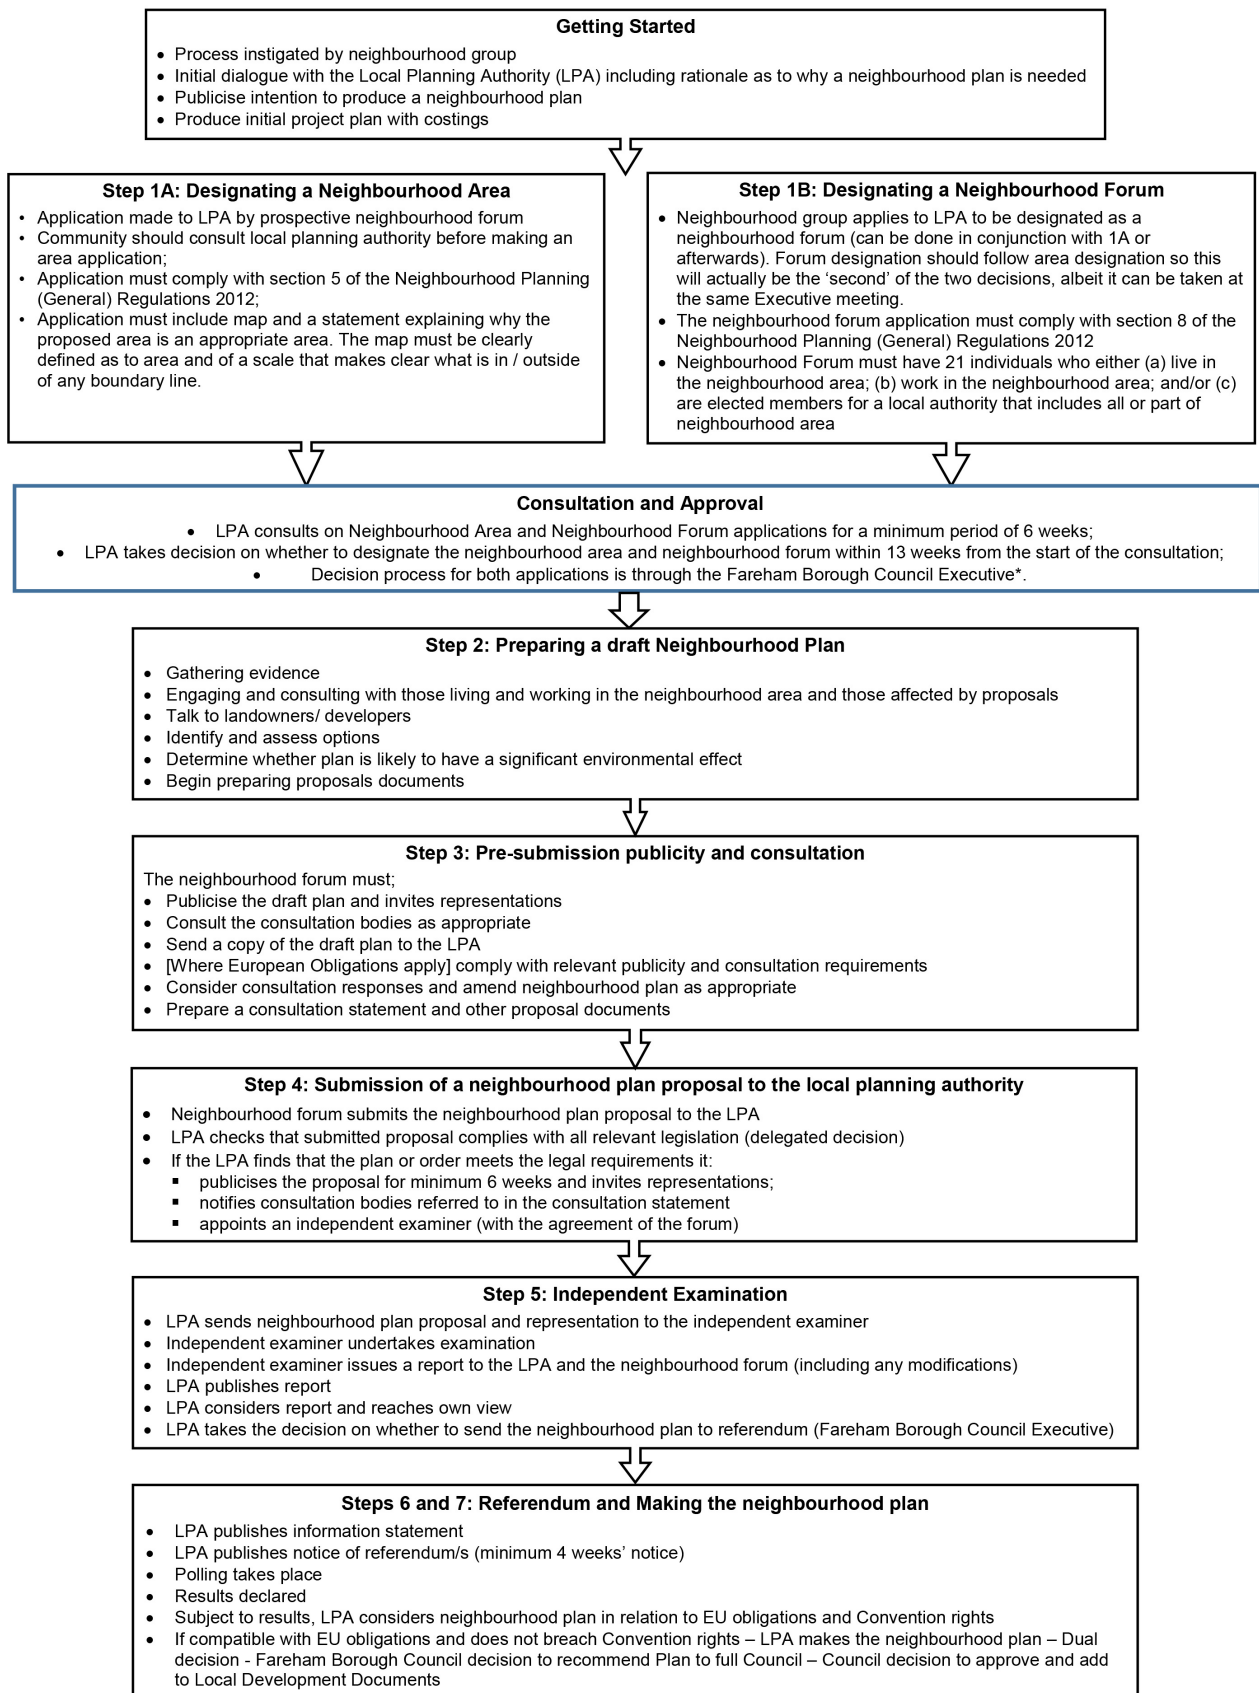 Getting Started
• Process instigated by neighbourhood group
• Initial dialogue with the Local Planning Authority (LPA) including rationale as to why a neighbourhood plan is needed
• Publicise intention to produce a neighbourhood plan
• Produce initial project plan with costings
Step 1A: Designating a Neighbourhood Area
• Application made to LPA by prospective neighbourhood forum
• Community should consult local planning authority before making an
area application;
• Application must comply with section 5 of the Neighbourhood Planning
(General) Regulations 2012;
• Application must include map and a statement explaining why the
proposed area is an appropriate area. The map must be clearly
defined as to area and of a scale that makes clear what is in / outside
of any boundary line.
Step 1B: Designating a Neighbourhood Forum
• Neighbourhood group applies to LPA to be designated as a
neighbourhood forum (can be done in conjunction with 1A or
afterwards). Forum designation should follow area designation so this
will actually be the ‘second’ of the two decisions, albeit it can be taken at
the same Executive meeting.
• The neighbourhood forum application must comply with section 8 of the
Neighbourhood Planning (General) Regulations 2012
• Neighbourhood Forum must have 21 individuals who either (a) live in
the neighbourhood area; (b) work in the neighbourhood area; and/or (c)
are elected members for a local authority that includes all or part of
neighbourhood area
Consultation and Approval
• LPA consults on Neighbourhood Area and Neighbourhood Forum applications for a minimum period of 6 weeks;
• LPA takes decision on whether to designate the neighbourhood area and neighbourhood forum within 13 weeks from the start of the consultation;
• Decision process for both applications is through the Fareham Borough Council Executive*.
Step 2: Preparing a draft Neighbourhood Plan
• Gathering evidence
• Engaging and consulting with those living and working in the neighbourhood area and those affected by proposals
• Talk to landowners/ developers
• Identify and assess options
• Determine whether plan is likely to have a significant environmental effect
• Begin preparing proposals documents
Step 3: Pre-submission publicity and consultation
The neighbourhood forum must;
• Publicise the draft plan and invites representations
• Consult the consultation bodies as appropriate
• Send a copy of the draft plan to the LPA
• [Where European Obligations apply] comply with relevant publicity and consultation requirements
• Consider consultation responses and amend neighbourhood plan as appropriate
• Prepare a consultation statement and other proposal documents
Step 4: Submission of a neighbourhood plan proposal to the local planning authority
• Neighbourhood forum submits the neighbourhood plan proposal to the LPA
• LPA checks that submitted proposal complies with all relevant legislation (delegated decision)
• If the LPA finds that the plan or order meets the legal requirements it:
▪ publicises the proposal for minimum 6 weeks and invites representations;
▪ notifies consultation bodies referred to in the consultation statement
▪ appoints an independent examiner (with the agreement of the forum)
Step 5: Independent Examination
• LPA sends neighbourhood plan proposal and representation to the independent examiner
• Independent examiner undertakes examination
• Independent examiner issues a report to the LPA and the neighbourhood forum (including any modifications)
• LPA publishes report
• LPA considers report and reaches own view
• LPA takes the decision on whether to send the neighbourhood plan to referendum (Fareham Borough Council Executive)
Steps 6 and 7: Referendum and Making the neighbourhood plan
• LPA publishes information statement
• LPA publishes notice of referendum/s (minimum 4 weeks’ notice)
• Polling takes place
• Results declared
• Subject to results, LPA considers neighbourhood plan in relation to EU obligations and Convention rights
• If compatible with EU obligations and does not breach Convention rights – LPA makes the neighbourhood plan – Dual
decision - Fareham Borough Council decision to recommend Plan to full Council – Council decision to approve and add
to Local Development Documents